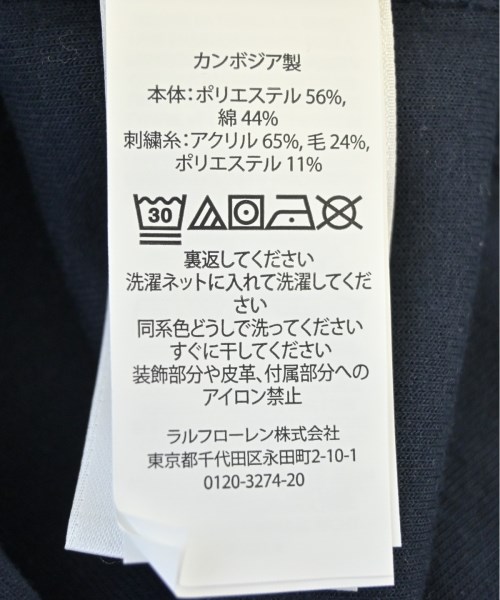 カンボジア製
本体：ポリエステル 56%,
綿 44%
刺繍糸：アクリル 65%, 毛 24%,
ポリエステル 11%
30
裏返してください
洗濯ネットに入れて洗濯してくだ
さい
同系色どうしで洗ってください
すぐに干してください
装飾部分や皮革、付属部分への
アイロン禁止
ラルフローレン株式会社
東京都千代田区永田町2-10-1
0120-3274-20